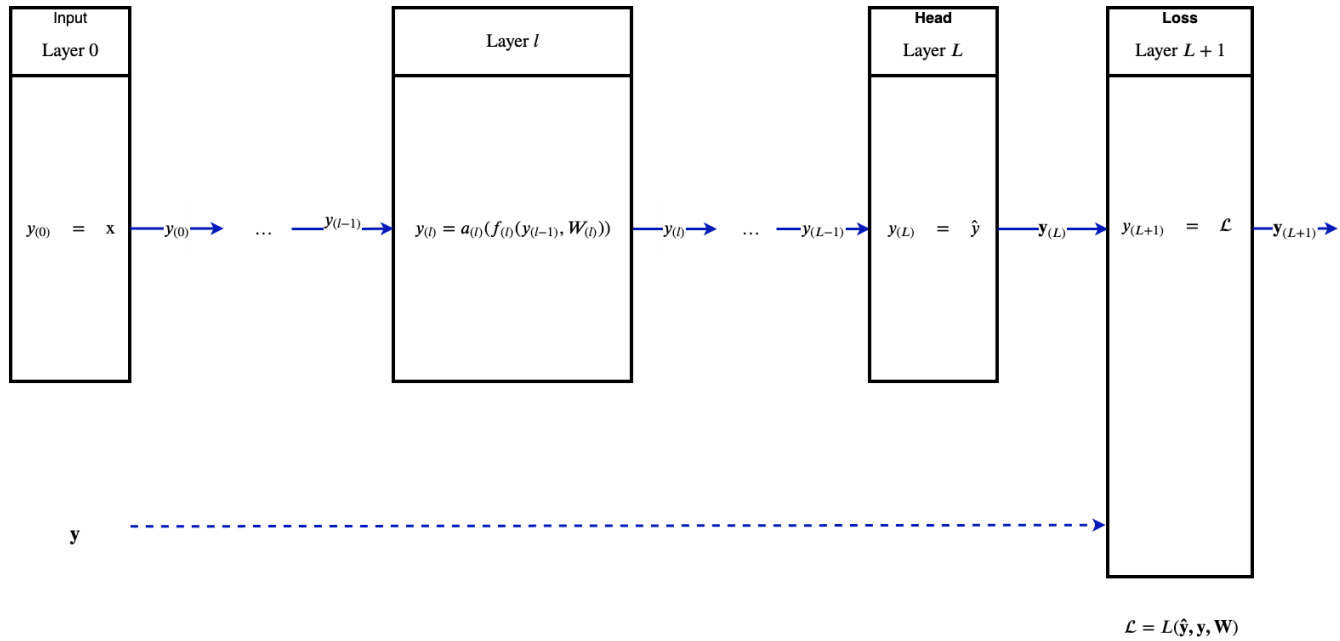 Input
Layer 0
Layer l
Head
Layer L
Loss
Layer L + 1
y₍₀₎ = x
y₍₀₎
…
y₍l−1₎
y₍l₎ = a₍l₎(f₍l₎(y₍l−1₎, W₍l₎))
y₍l₎
…
y₍L−1₎
y₍L₎ = ŷ
y₍L₎
y₍L+1₎ = ℒ
y₍L+1₎
y
ℒ = L(ŷ, y, W)